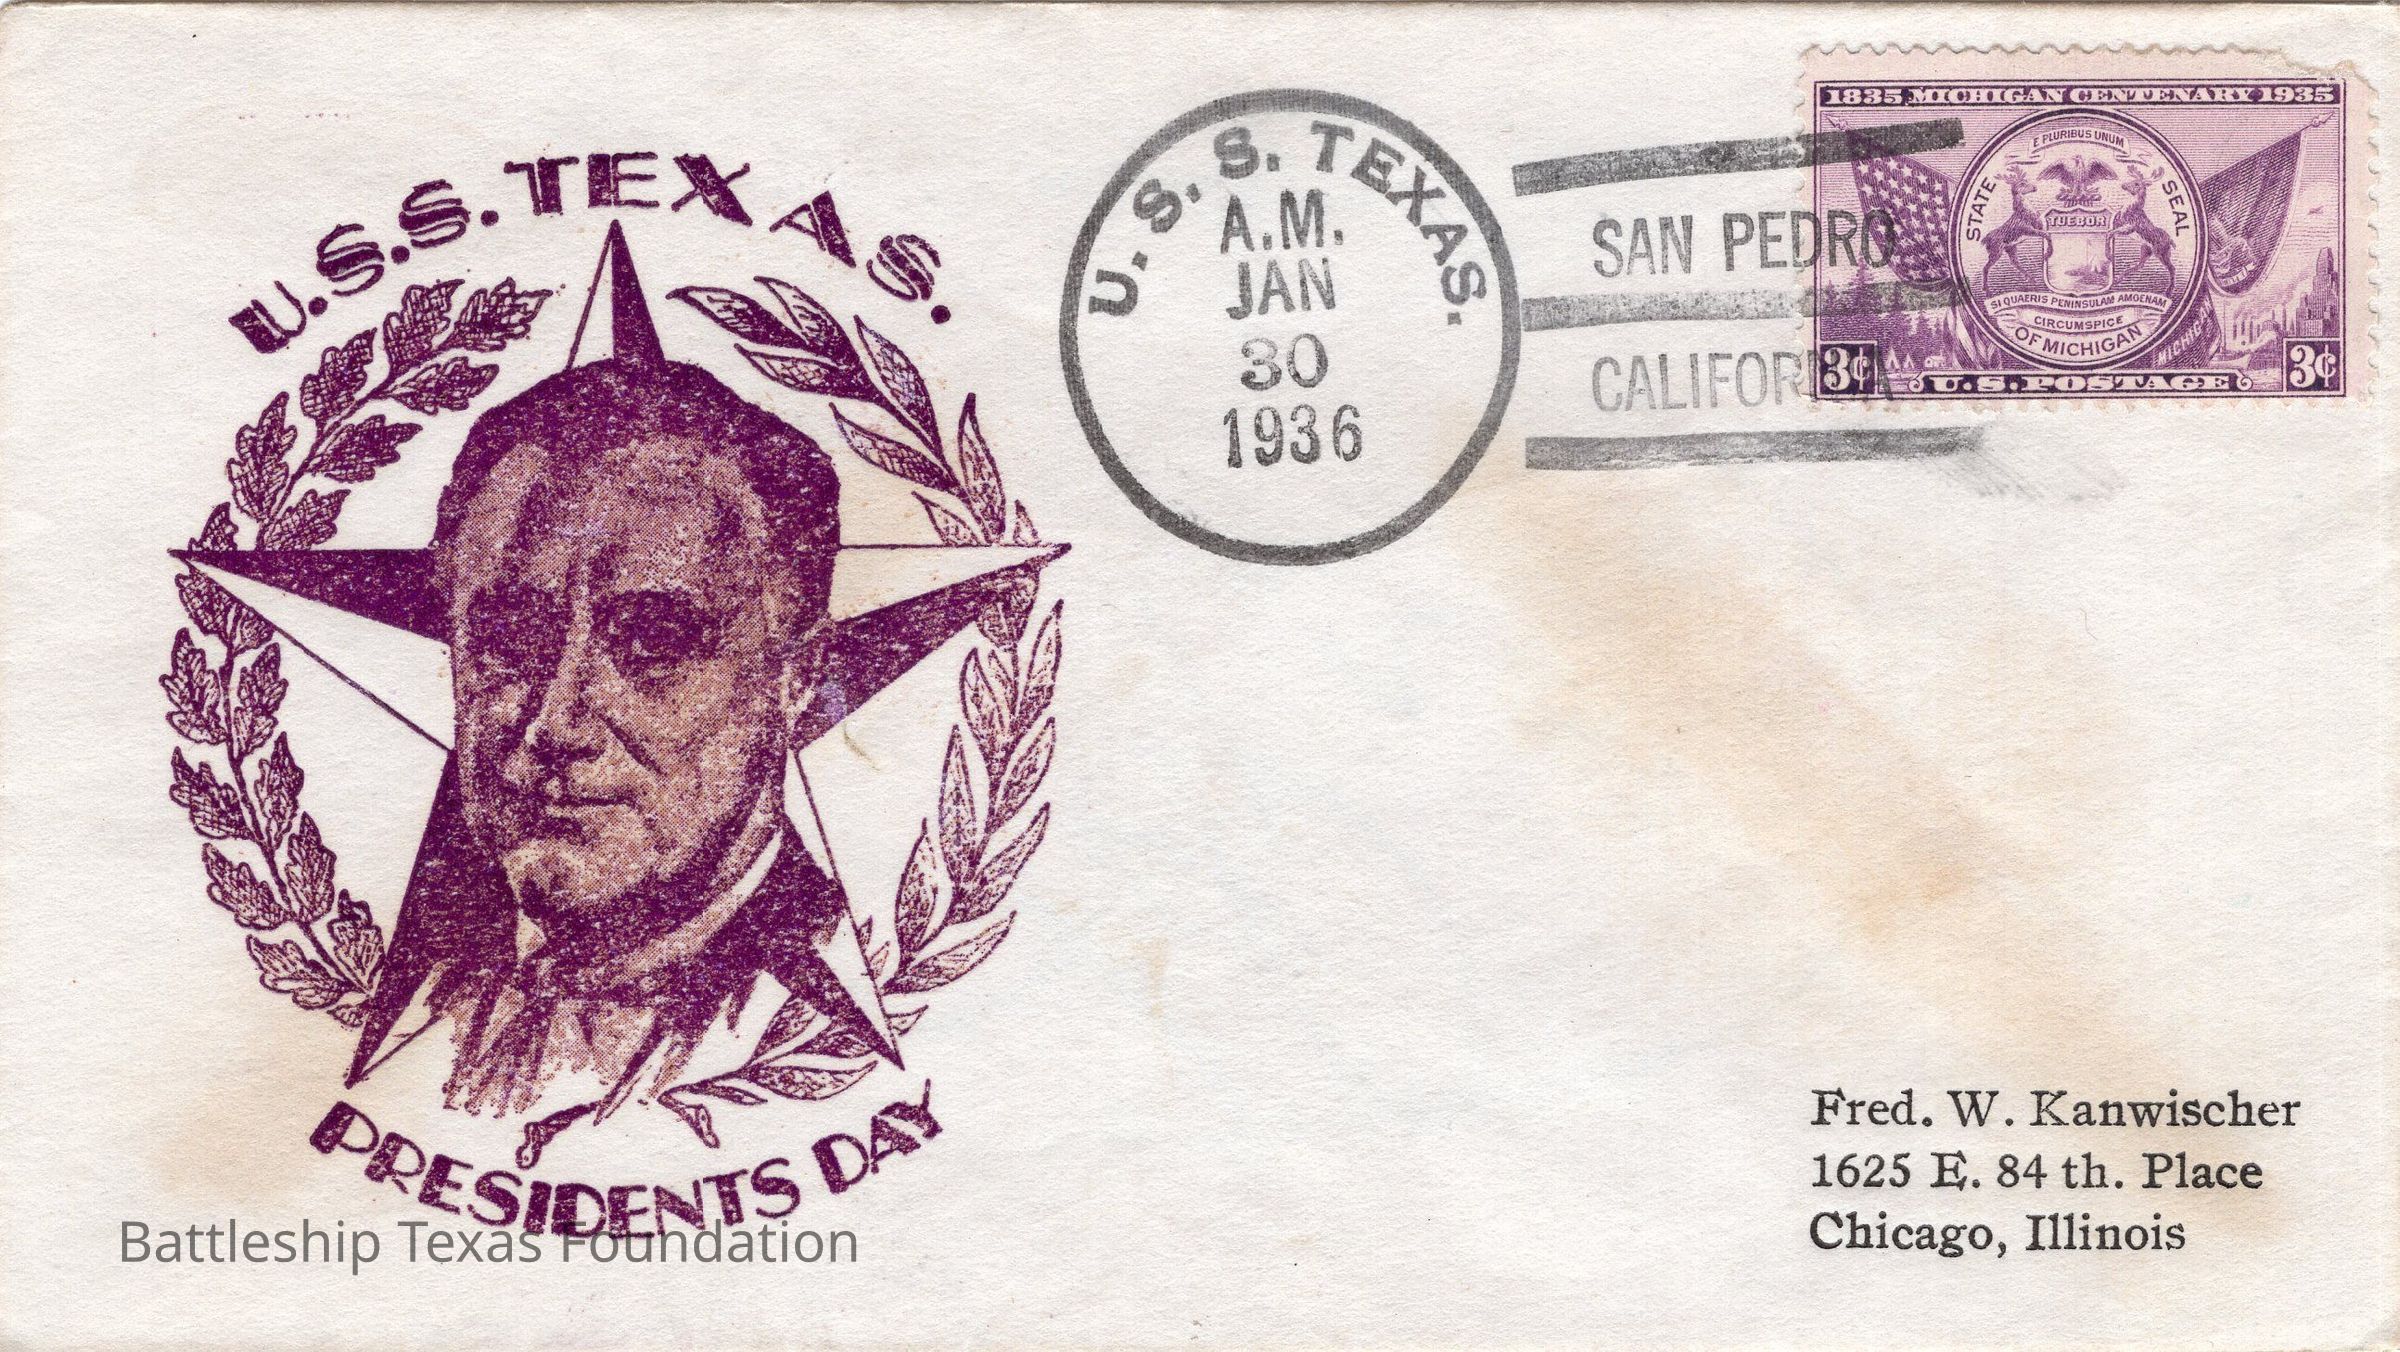 U.S.S. TEXAS.
PRESIDENTS DAY
Battleship Texas Foundation
U. S. S. TEXAS.
A.M.
JAN
30
1936
SAN PEDRO
CALIFORNIA
1835 MICHIGAN CENTENARY 1935
E PLURIBUS UNUM
STATE SEAL
TUEBOR
SI QUAERIS PENINSULAM AMOENAM
CIRCUMSPICE
OF MICHIGAN
MICHIGAN
3¢ U.S. POSTAGE 3¢
Fred. W. Kanwischer
1625 E. 84 th. Place
Chicago, Illinois